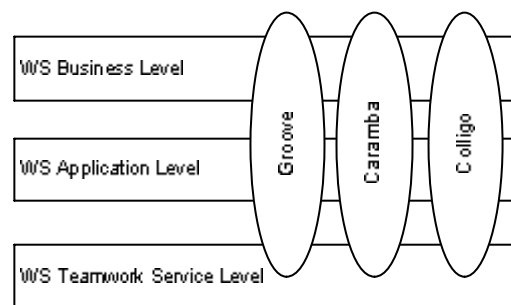 WS Business Level
WS Application Level
WS Teamwork Service Level
Groove
Caramba
Colligo